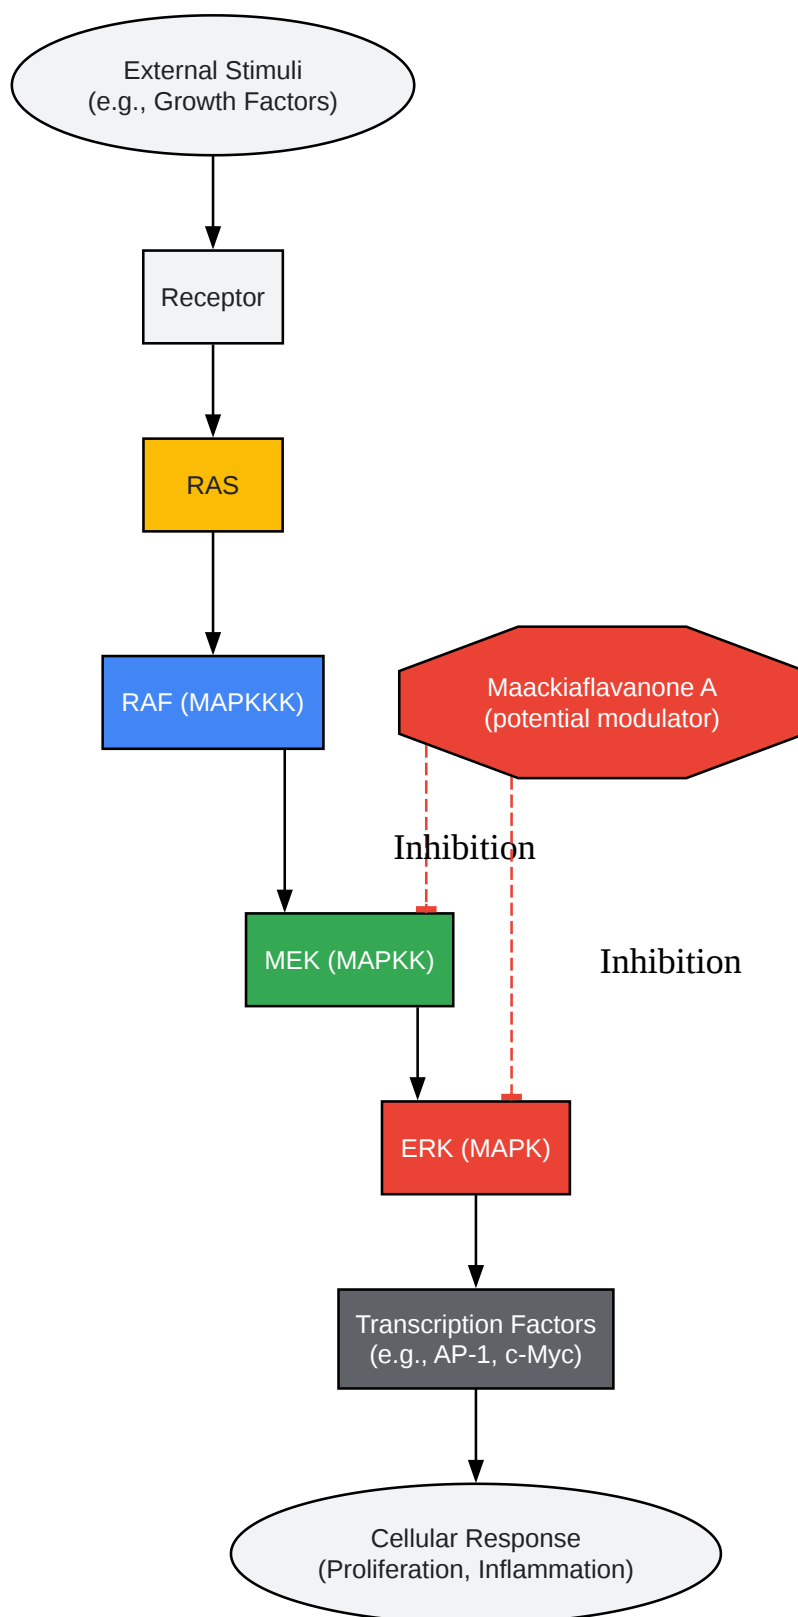 External Stimuli
(e.g., Growth Factors)
Receptor
RAS
RAF (MAPKKK)
Maackiaflavanone A
(potential modulator)
Inhibition
MEK (MAPKK)
Inhibition
ERK (MAPK)
Transcription Factors
(e.g., AP-1, c-Myc)
Cellular Response
(Proliferation, Inflammation)